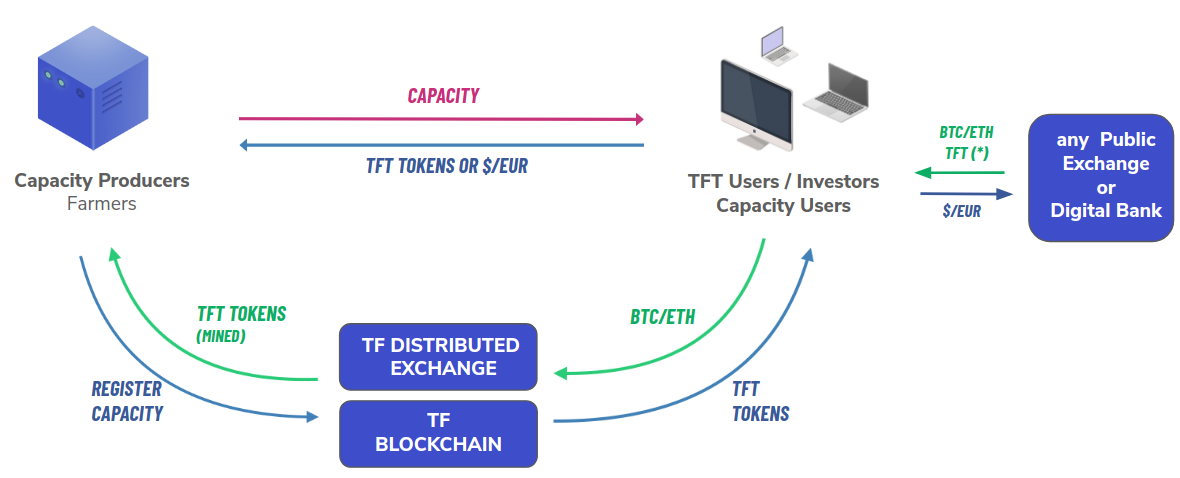 CAPACITY
TFT TOKENS OR $/EUR
Capacity Producers
Farmers
TFT Users / Investors
Capacity Users
BTC/ETH
TFT (*)
$/EUR
any Public
Exchange
or
Digital Bank
TFT TOKENS
(MINED)
REGISTER
CAPACITY
TF DISTRIBUTED
EXCHANGE
TF
BLOCKCHAIN
BTC/ETH
TFT
TOKENS